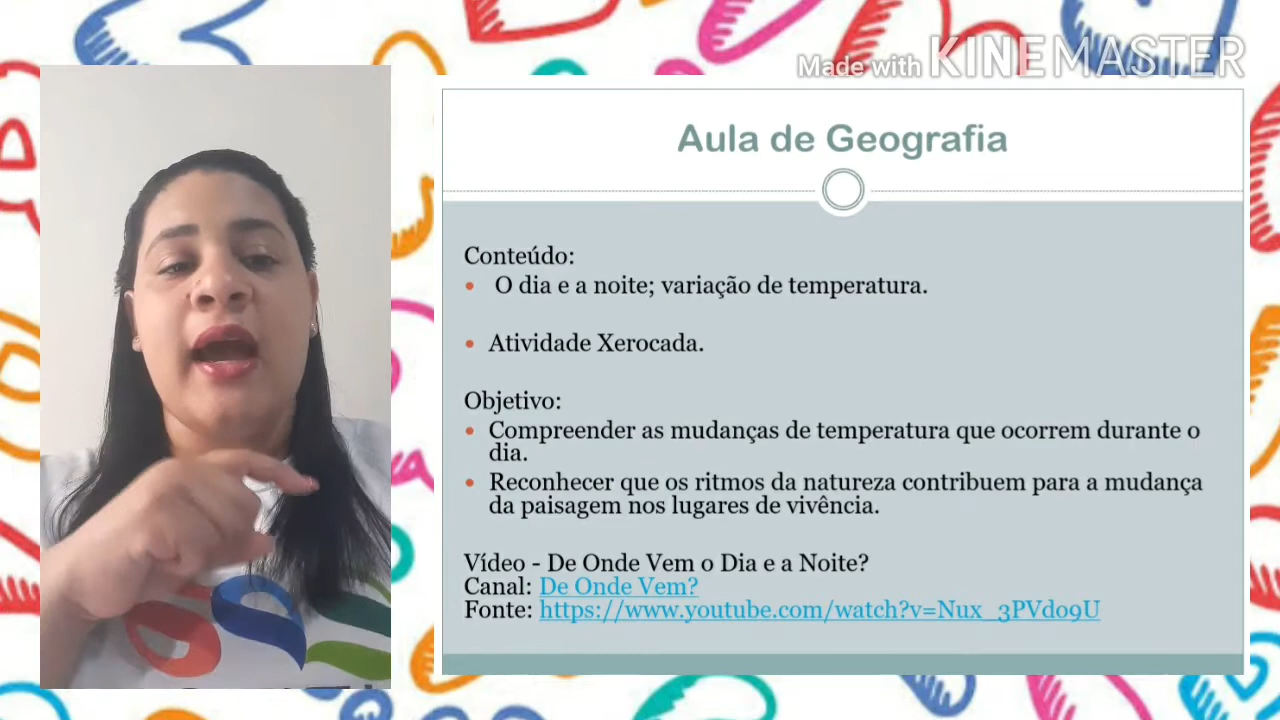 Made with KINEMASTER
Aula de Geografia
Conteúdo:
• O dia e a noite; variação de temperatura.
• Atividade Xerocada.
Objetivo:
• Compreender as mudanças de temperatura que ocorrem durante o
dia.
• Reconhecer que os ritmos da natureza contribuem para a mudança
da paisagem nos lugares de vivência.
Vídeo - De Onde Vem o Dia e a Noite?
Canal: De Onde Vem?
Fonte: https://www.youtube.com/watch?v=Nux_3PVdo9U